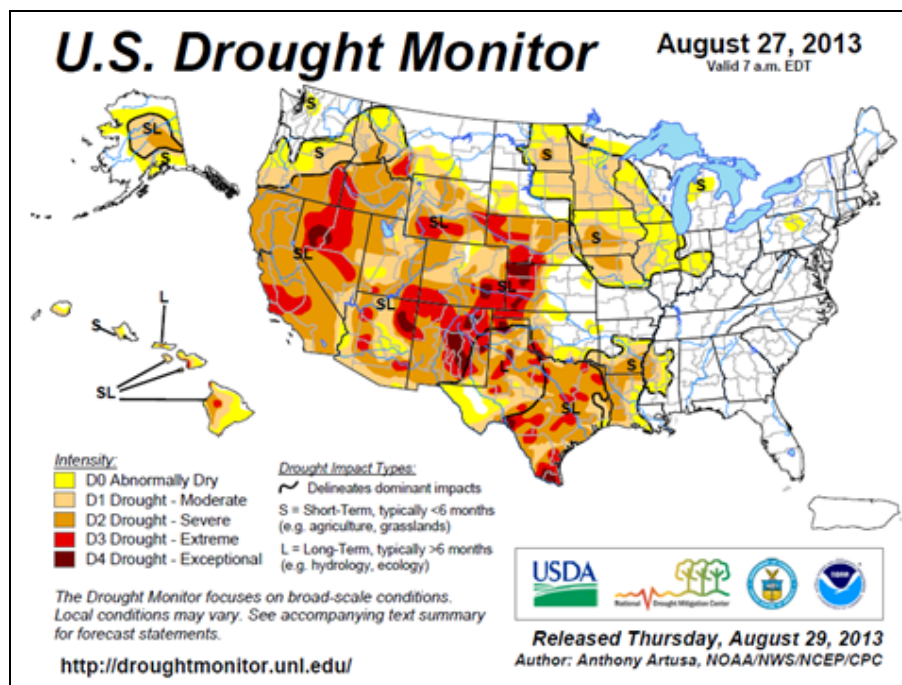 U.S. Drought Monitor
August 27, 2013
Valid 7 a.m. EDT
S
SL
S
S
S
S
S
SL
SL
S
L
SL
SL
S
SL
L
S
SL
Intensity:
D0 Abnormally Dry
D1 Drought - Moderate
D2 Drought - Severe
D3 Drought - Extreme
D4 Drought - Exceptional
Drought Impact Types:
Delineates dominant impacts
S = Short-Term, typically <6 months
(e.g. agriculture, grasslands)
L = Long-Term, typically >6 months
(e.g. hydrology, ecology)
The Drought Monitor focuses on broad-scale conditions.
Local conditions may vary. See accompanying text summary
for forecast statements.
http://droughtmonitor.unl.edu/
USDA
National Drought Mitigation Center
NOAA
Released Thursday, August 29, 2013
Author: Anthony Artusa, NOAA/NWS/NCEP/CPC